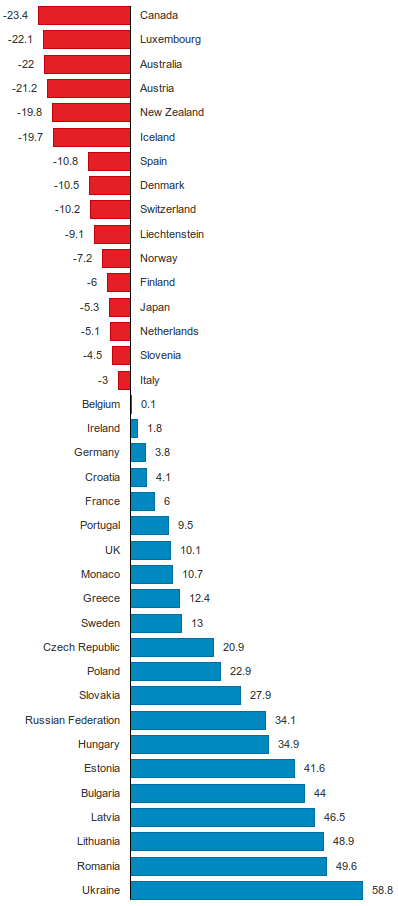 -23.4 Canada
-22.1 Luxembourg
-22 Australia
-21.2 Austria
-19.8 New Zealand
-19.7 Iceland
-10.8 Spain
-10.5 Denmark
-10.2 Switzerland
-9.1 Liechtenstein
-7.2 Norway
-6 Finland
-5.3 Japan
-5.1 Netherlands
-4.5 Slovenia
-3 Italy
Belgium 0.1
Ireland 1.8
Germany 3.8
Croatia 4.1
France 6
Portugal 9.5
UK 10.1
Monaco 10.7
Greece 12.4
Sweden 13
Czech Republic 20.9
Poland 22.9
Slovakia 27.9
Russian Federation 34.1
Hungary 34.9
Estonia 41.6
Bulgaria 44
Latvia 46.5
Lithuania 48.9
Romania 49.6
Ukraine 58.8